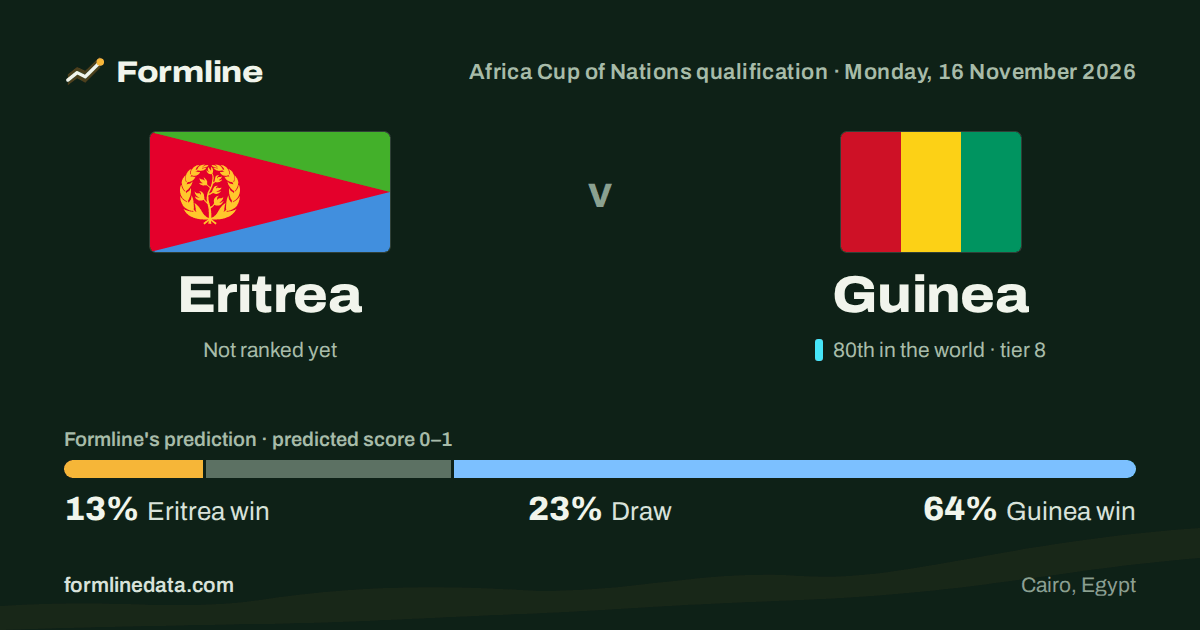 Formline
Africa Cup of Nations qualification · Monday, 16 November 2026
v
Eritrea
Guinea
Not ranked yet
80th in the world · tier 8
Formline's prediction · predicted score 0–1
13% Eritrea win
23% Draw
64% Guinea win
formlinedata.com
Cairo, Egypt